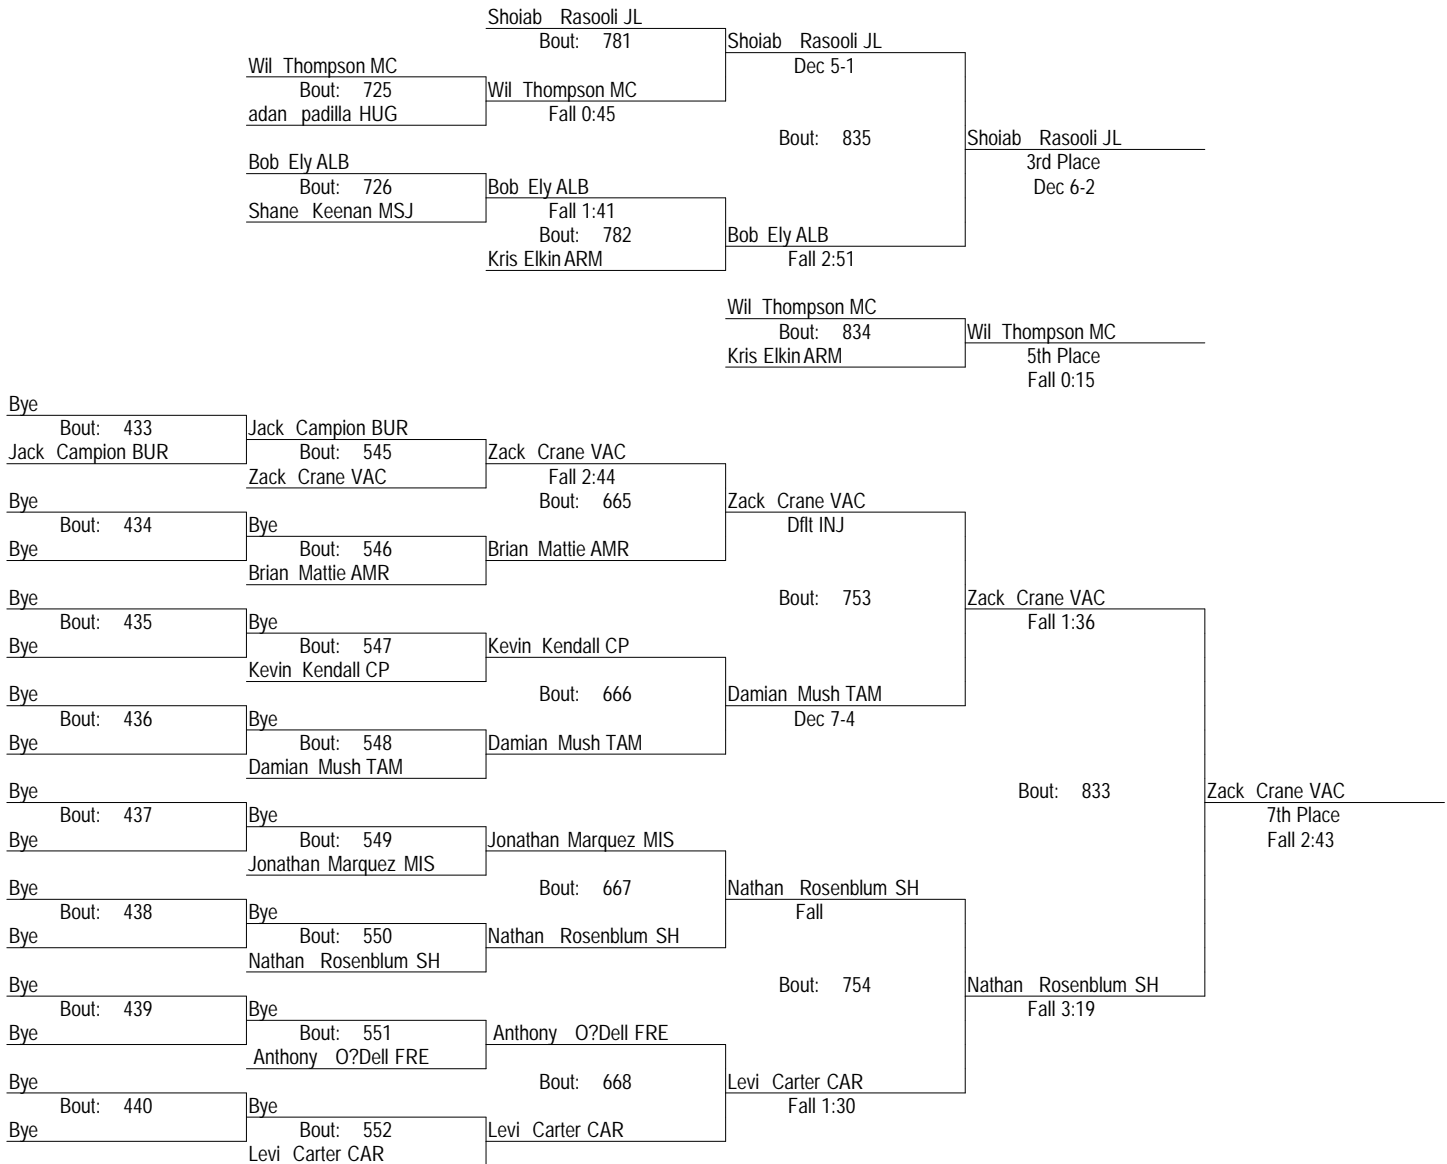 Shoiab Rasooli JL
Bout: 781 Shoiab Rasooli JL
Wil Thompson MC Dec 5-1
Bout: 725 Wil Thompson MC
adan padilla HUG Fall 0:45
Bout: 835 Shoiab Rasooli JL
Bob Ely ALB 3rd Place
Bout: 726 Bob Ely ALB Dec 6-2
Shane Keenan MSJ Fall 1:41
Bout: 782 Bob Ely ALB
Kris Elkin ARM Fall 2:51
Wil Thompson MC
Bout: 834 Wil Thompson MC
Kris Elkin ARM 5th Place
Fall 0:15
Bye
Bout: 433 Jack Campion BUR
Jack Campion BUR Bout: 545 Zack Crane VAC
Zack Crane VAC Fall 2:44
Bye Bout: 665 Zack Crane VAC
Bout: 434 Bye Dflt INJ
Bye Bout: 546 Brian Mattie AMR
Brian Mattie AMR
Bye Bout: 753 Zack Crane VAC
Bout: 435 Bye Fall 1:36
Bye Bout: 547 Kevin Kendall CP
Kevin Kendall CP
Bye Bout: 666 Damian Mush TAM
Bout: 436 Bye Dec 7-4
Bye Bout: 548 Damian Mush TAM
Damian Mush TAM
Bye Bout: 833 Zack Crane VAC
Bout: 437 Bye 7th Place
Bye Bout: 549 Jonathan Marquez MIS Fall 2:43
Jonathan Marquez MIS
Bye Bout: 667 Nathan Rosenblum SH
Bout: 438 Bye Fall
Bye Bout: 550 Nathan Rosenblum SH
Nathan Rosenblum SH
Bye Bout: 754 Nathan Rosenblum SH
Bout: 439 Bye Fall 3:19
Bye Bout: 551 Anthony O?Dell FRE
Anthony O?Dell FRE
Bye Bout: 668 Levi Carter CAR
Bout: 440 Bye Fall 1:30
Bye Bout: 552 Levi Carter CAR
Levi Carter CAR